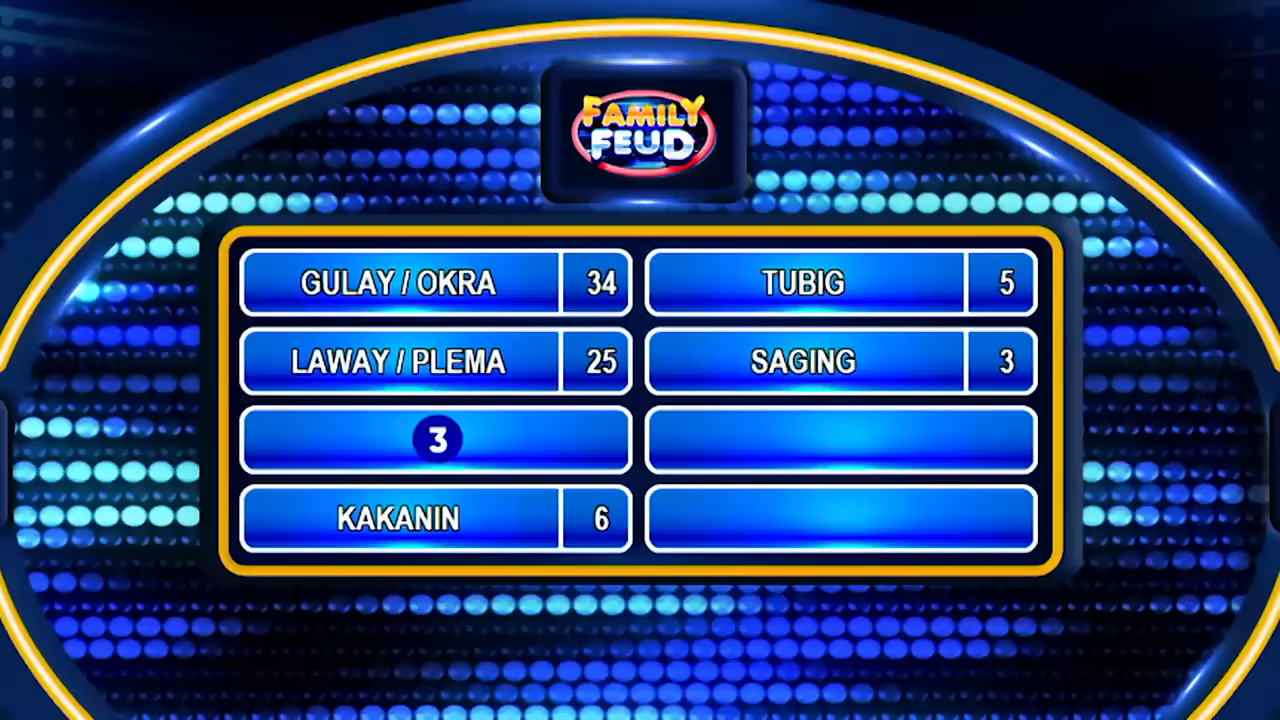 FAMILY
FEUD
GULAY / OKRA 34
LAWAY / PLEMA 25
3
KAKANIN 6
TUBIG 5
SAGING 3